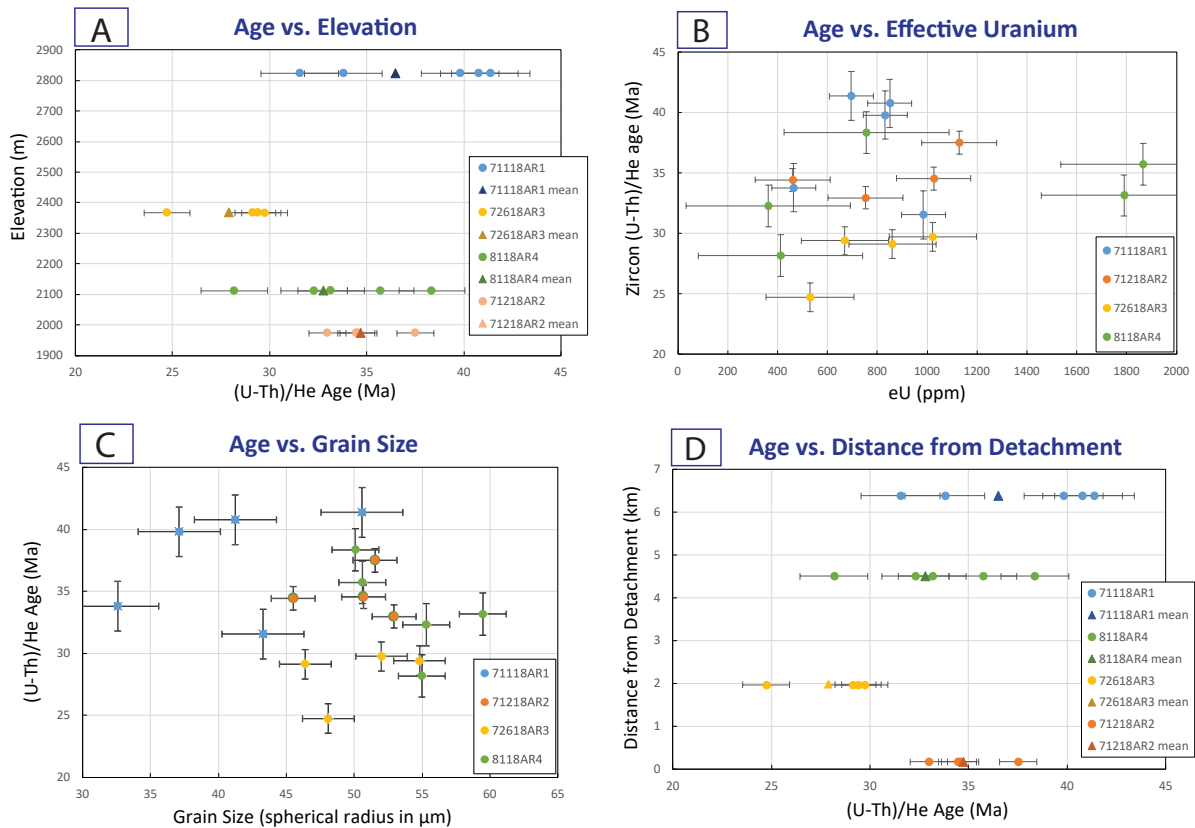 A
Age vs. Elevation
2900
2800
2700
2600
2500
2400
2300
2200
2100
2000
1900
Elevation (m)
71118AR1
71118AR1 mean
72618AR3
72618AR3 mean
8118AR4
8118AR4 mean
71218AR2
71218AR2 mean
20 25 30 35 40 45
(U-Th)/He Age (Ma)
B
Age vs. Effective Uranium
45
40
35
30
25
20
Zircon (U-Th)/He age (Ma)
71118AR1
71218AR2
72618AR3
8118AR4
0 200 400 600 800 1000 1200 1400 1600 1800 2000
eU (ppm)
C
Age vs. Grain Size
45
40
35
30
25
20
(U-Th)/He Age (Ma)
71118AR1
71218AR2
72618AR3
8118AR4
30 35 40 45 50 55 60 65
Grain Size (spherical radius in μm)
D
Age vs. Distance from Detachment
7
6
5
4
3
2
1
0
Distance from Detachment (km)
71118AR1
71118AR1 mean
8118AR4
8118AR4 mean
72618AR3
72618AR3 mean
71218AR2
71218AR2 mean
20 25 30 35 40 45
(U-Th)/He Age (Ma)